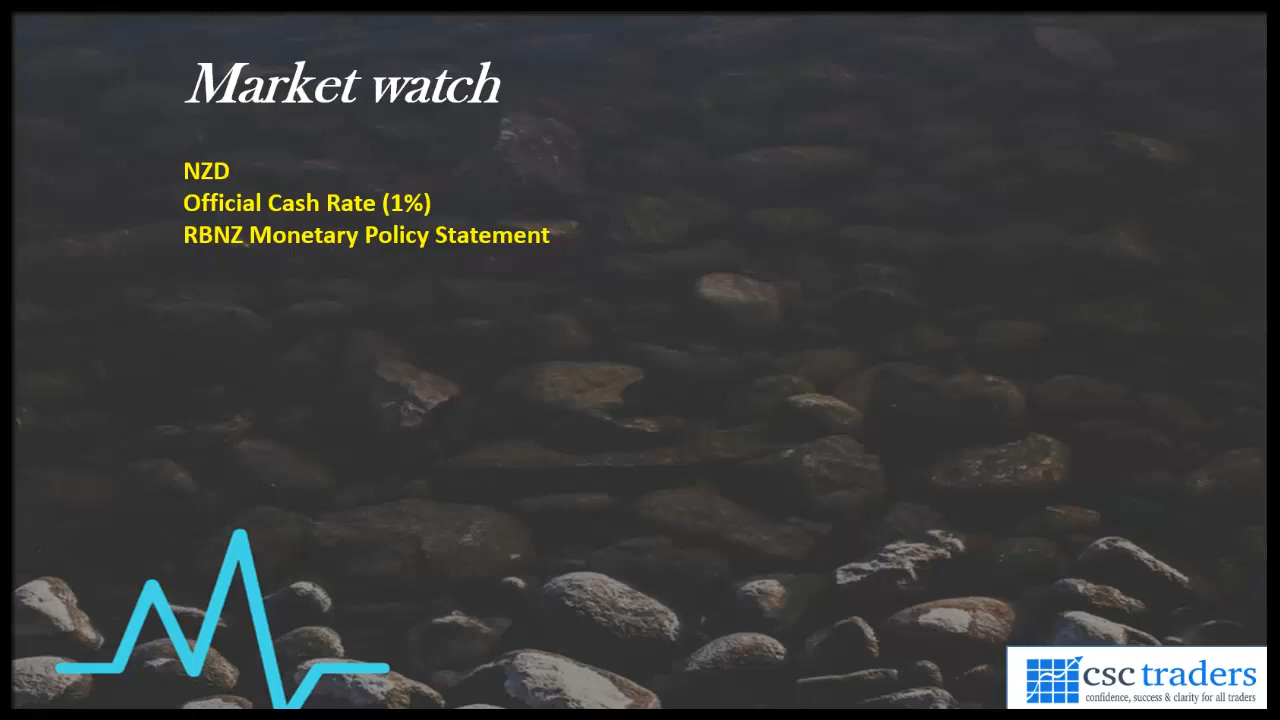 Market watch
NZD
Official Cash Rate (1%)
RBNZ Monetary Policy Statement
csc traders
confidence, success & clarity for all traders